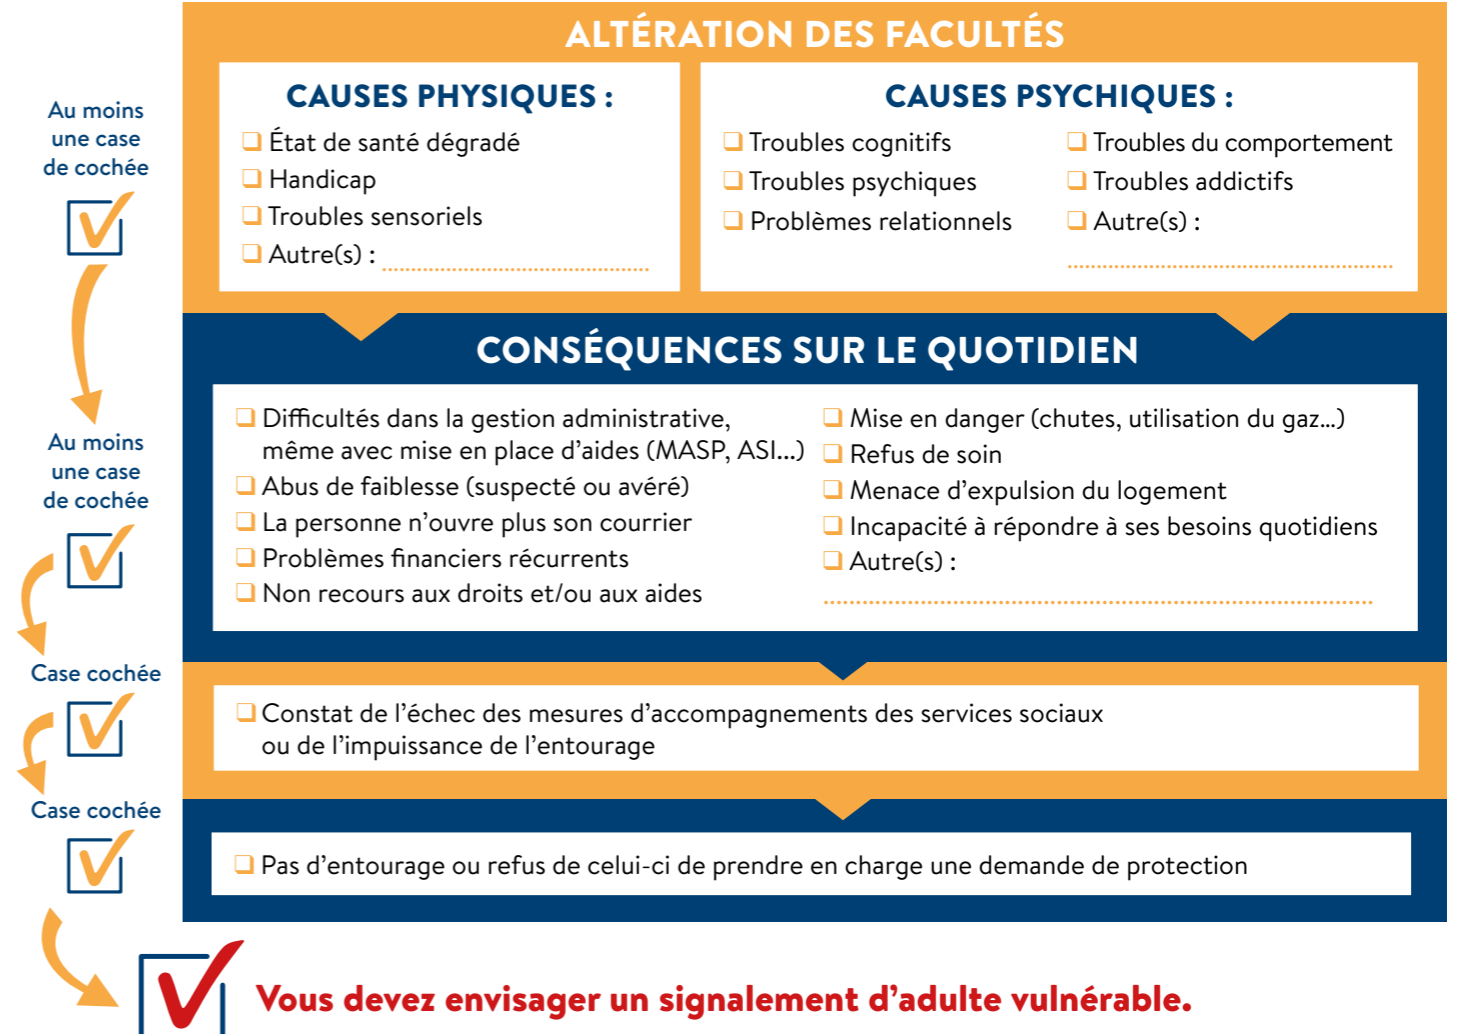 ALTÉRATION DES FACULTÉS
Au moins
une case
de cochée
CAUSES PHYSIQUES :
État de santé dégradé
Handicap
Troubles sensoriels
Autre(s) :
CAUSES PSYCHIQUES :
Troubles cognitifs
Troubles psychiques
Problèmes relationnels
Troubles du comportement
Troubles addictifs
Autre(s) :
CONSÉQUENCES SUR LE QUOTIDIEN
Au moins
une case
de cochée
Difficultés dans la gestion administrative,
même avec mise en place d'aides (MASP, ASI...)
Abus de faiblesse (suspecté ou avéré)
La personne n'ouvre plus son courrier
Problèmes financiers récurrents
Non recours aux droits et/ou aux aides
Mise en danger (chutes, utilisation du gaz...)
Refus de soin
Menace d'expulsion du logement
Incapacité à répondre à ses besoins quotidiens
Autre(s) :
Case cochée
Constat de l'échec des mesures d'accompagnements des services sociaux
ou de l'impuissance de l'entourage
Case cochée
Pas d'entourage ou refus de celui-ci de prendre en charge une demande de protection
Vous devez envisager un signalement d'adulte vulnérable.